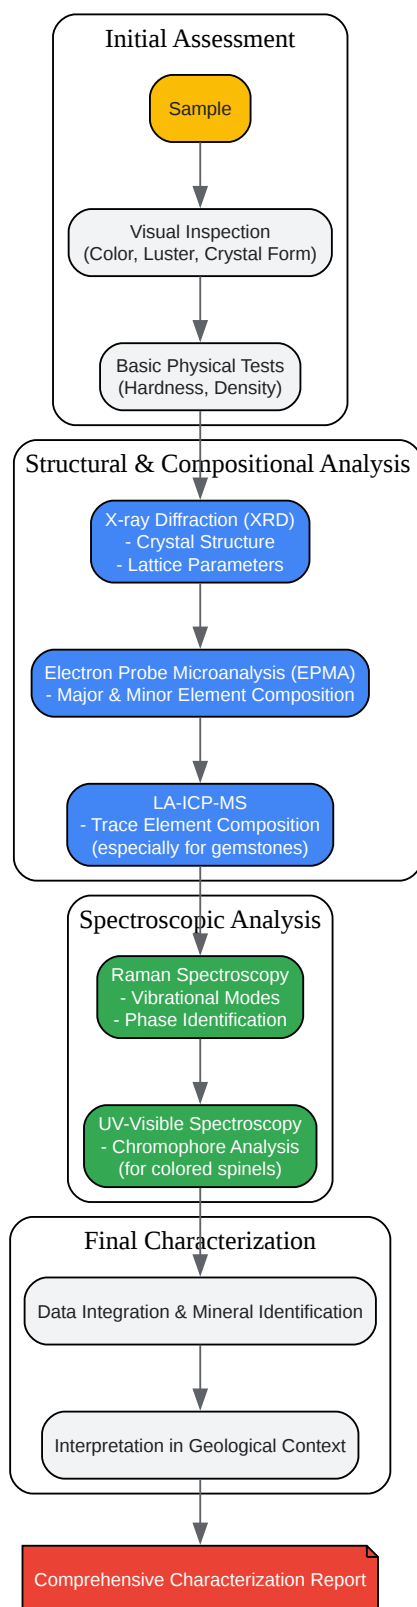 Initial Assessment
Sample
Visual Inspection
(Color, Luster, Crystal Form)
Basic Physical Tests
(Hardness, Density)
Structural & Compositional Analysis
X-ray Diffraction (XRD)
- Crystal Structure
- Lattice Parameters
Electron Probe Microanalysis (EPMA)
- Major & Minor Element Composition
LA-ICP-MS
- Trace Element Composition
(especially for gemstones)
Spectroscopic Analysis
Raman Spectroscopy
- Vibrational Modes
- Phase Identification
UV-Visible Spectroscopy
- Chromophore Analysis
(for colored spinels)
Final Characterization
Data Integration & Mineral Identification
Interpretation in Geological Context
Comprehensive Characterization Report